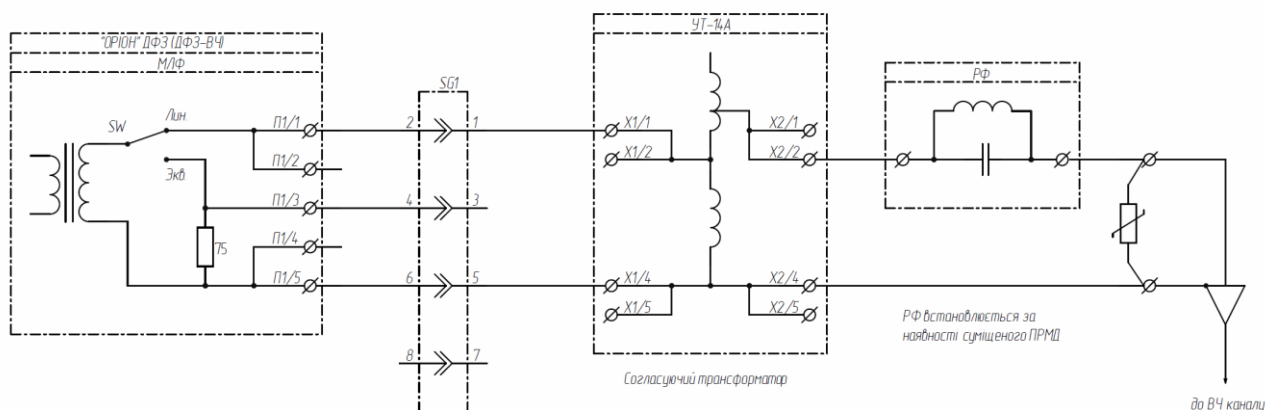 "ОРІОН" ДФЗ (ДФЗ-ВЧ)
МЛФ
SW
Лин.
Экв.
75
П1/1
П1/2
П1/3
П1/4
П1/5
SG1
2
1
4
3
6
5
8
7
УТ-14А
X1/1
X1/2
X1/4
X1/5
X2/1
X2/2
X2/4
X2/5
Согласуючий трансформатор
РФ
РФ встановлюється за
наявності суміщеного ПРМД
до ВЧ канали